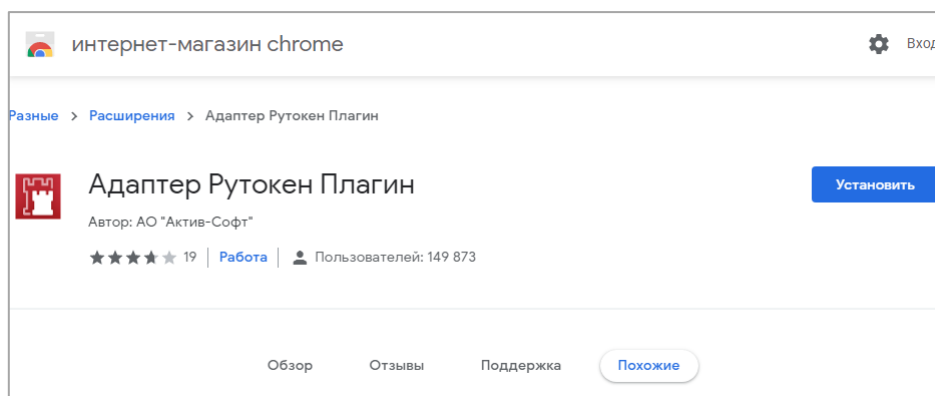 интернет-магазин chrome
Вход
Разные > Расширения > Адаптер Рутокен Плагин
Адаптер Рутокен Плагин
Установить
Автор: АО "Актив-Софт"
19 | Работа | Пользователей: 149 873
Обзор Отзывы Поддержка Похожие